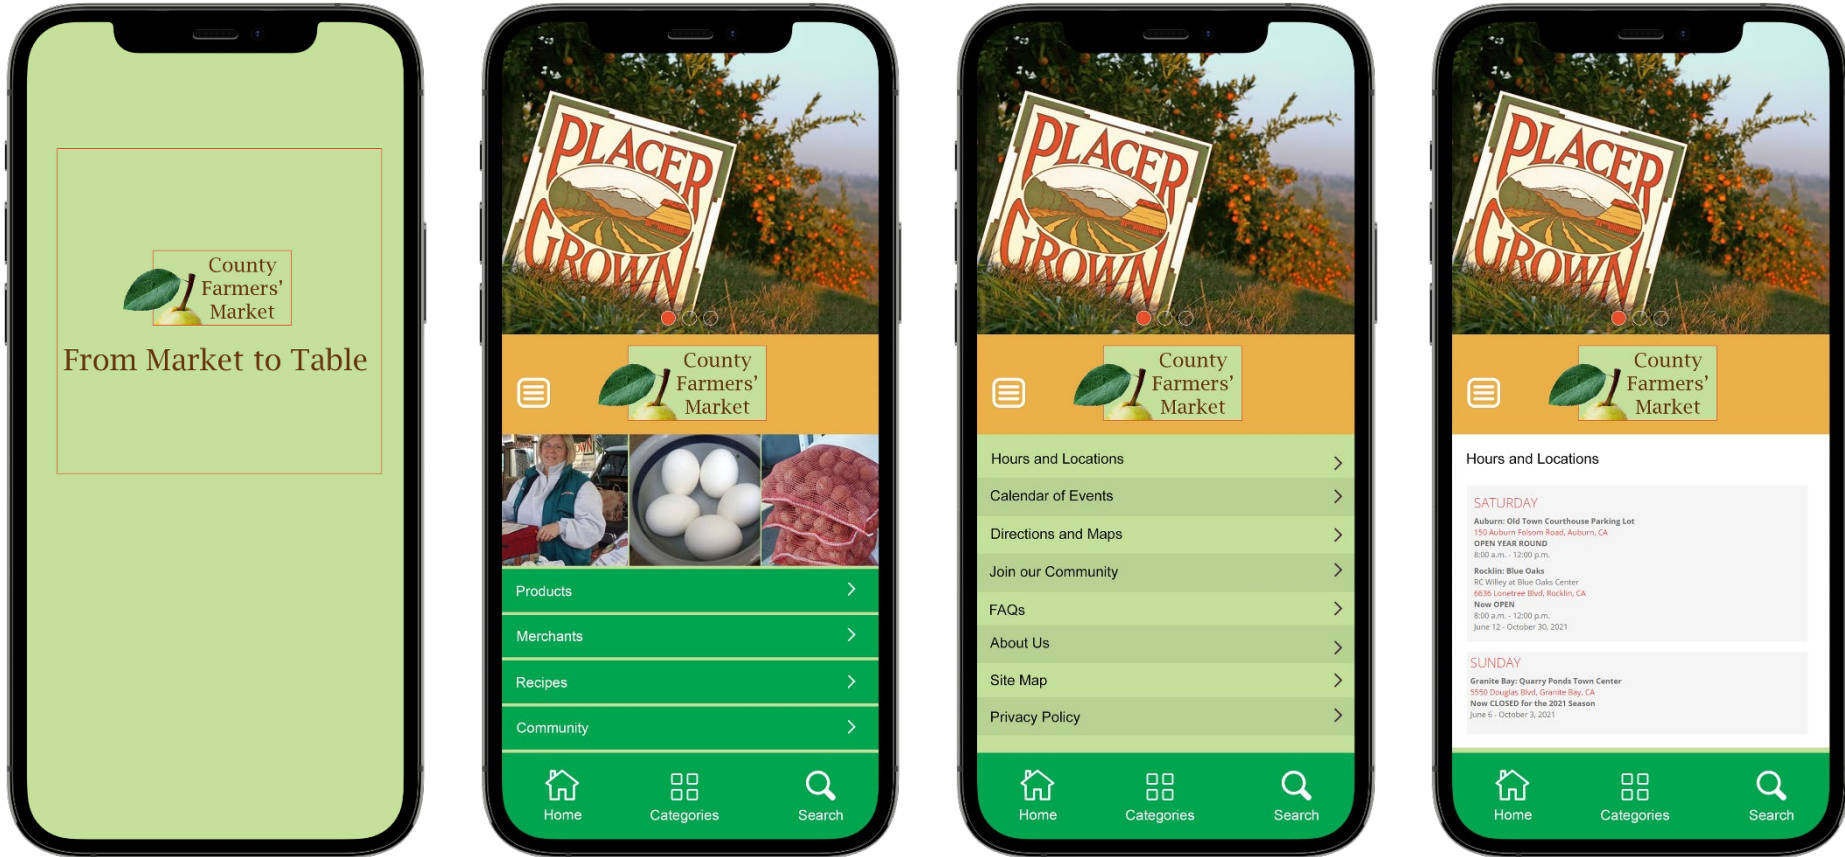 County
Farmers’
Market
From Market to Table
PLACER
GROWN
County
Farmers’
Market
Products
Merchants
Recipes
Community
Home
Categories
Search
PLACER
GROWN
County
Farmers’
Market
Hours and Locations
Calendar of Events
Directions and Maps
Join our Community
FAQs
About Us
Site Map
Privacy Policy
Home
Categories
Search
PLACER
GROWN
County
Farmers’
Market
Hours and Locations
SATURDAY
Auburn: Old Town Courthouse Parking Lot
150 Auburn Folsom Road, Auburn, CA
OPEN YEAR ROUND
8:00 a.m. - 12:00 p.m.
Rocklin: Blue Oaks
RC Willey at Blue Oaks Center
6636 Lonetree Blvd, Rocklin, CA
Now OPEN
8:00 a.m. - 12:00 p.m.
June 12 - October 30, 2021
SUNDAY
Granite Bay: Quarry Ponds Town Center
5550 Douglas Blvd, Granite Bay, CA
Now CLOSED for the 2021 Season
June 6 - October 3, 2021
Home
Categories
Search